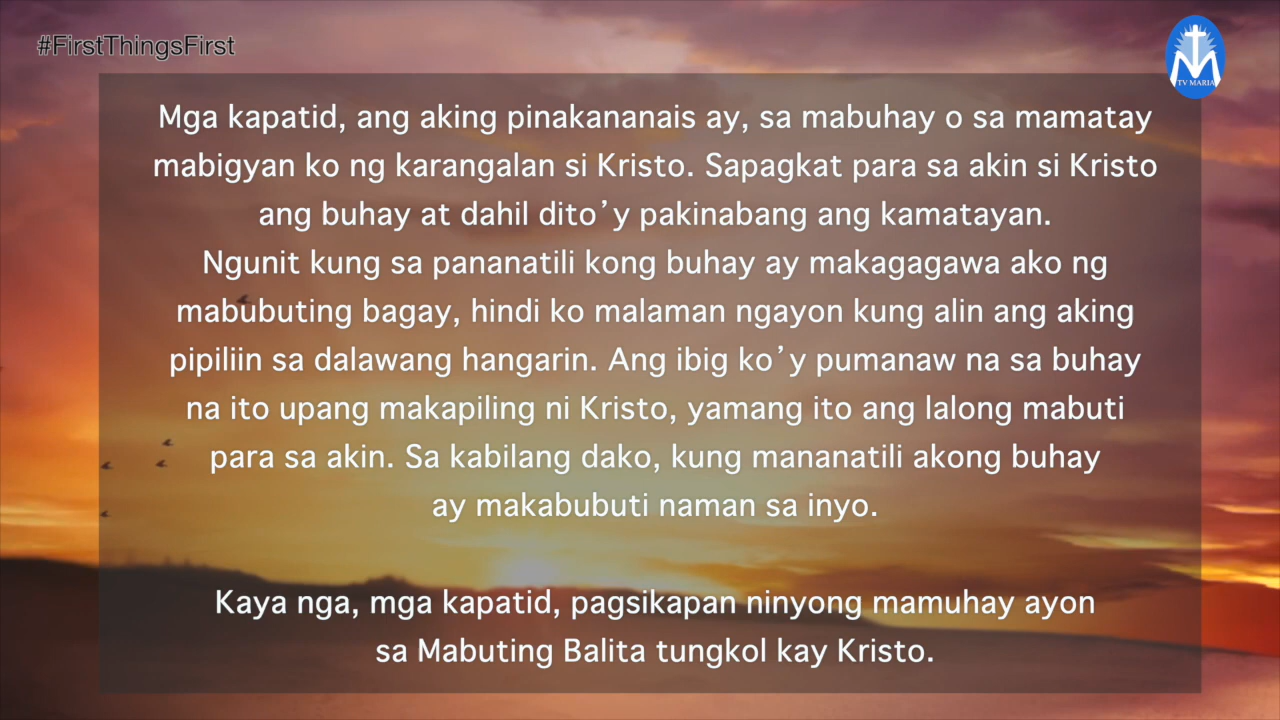 #FirstThingsFirst
TV MARIA
Mga kapatid, ang aking pinakananais ay, sa mabuhay o sa mamatay
mabigyan ko ng karangalan si Kristo. Sapagkat para sa akin si Kristo
ang buhay at dahil dito’y pakinabang ang kamatayan.
Ngunit kung sa pananatili kong buhay ay makagagawa ako ng
mabubuting bagay, hindi ko malaman ngayon kung alin ang aking
pipiliin sa dalawang hangarin. Ang ibig ko’y pumanaw na sa buhay
na ito upang makapiling ni Kristo, yamang ito ang lalong mabuti
para sa akin. Sa kabilang dako, kung mananatili akong buhay
ay makabubuti naman sa inyo.
Kaya nga, mga kapatid, pagsikapan ninyong mamuhay ayon
sa Mabuting Balita tungkol kay Kristo.